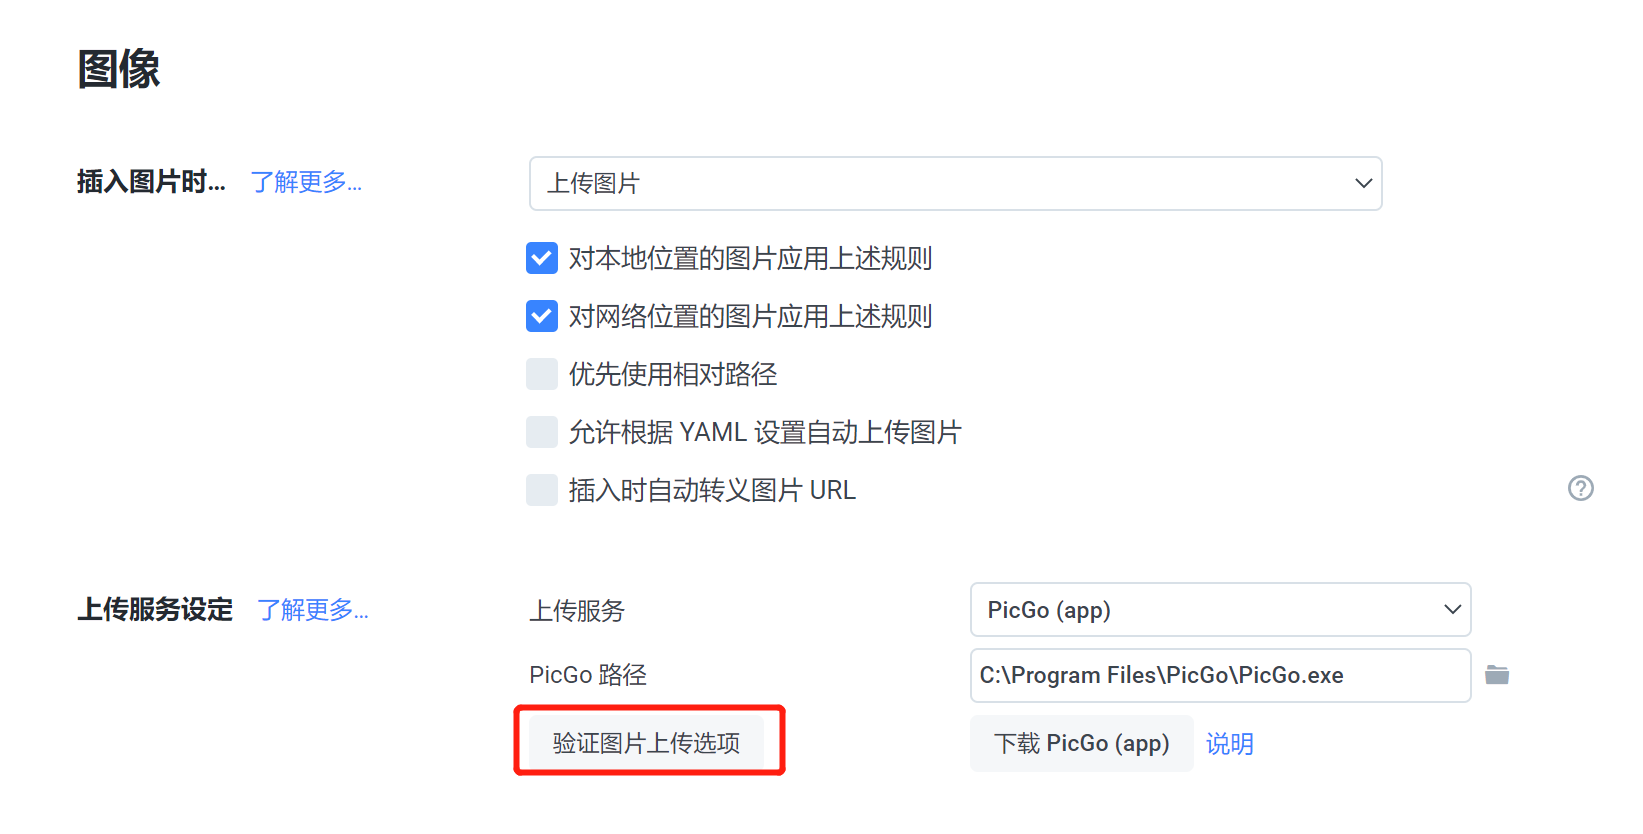 图像
插入图片时... 了解更多...
上传图片
对本地位置的图片应用上述规则
对网络位置的图片应用上述规则
优先使用相对路径
允许根据 YAML 设置自动上传图片
插入时自动转义图片 URL
上传服务设定 了解更多...
上传服务
PicGo (app)
PicGo 路径
C:\Program Files\PicGo\PicGo.exe
验证图片上传选项
下载 PicGo (app) 说明